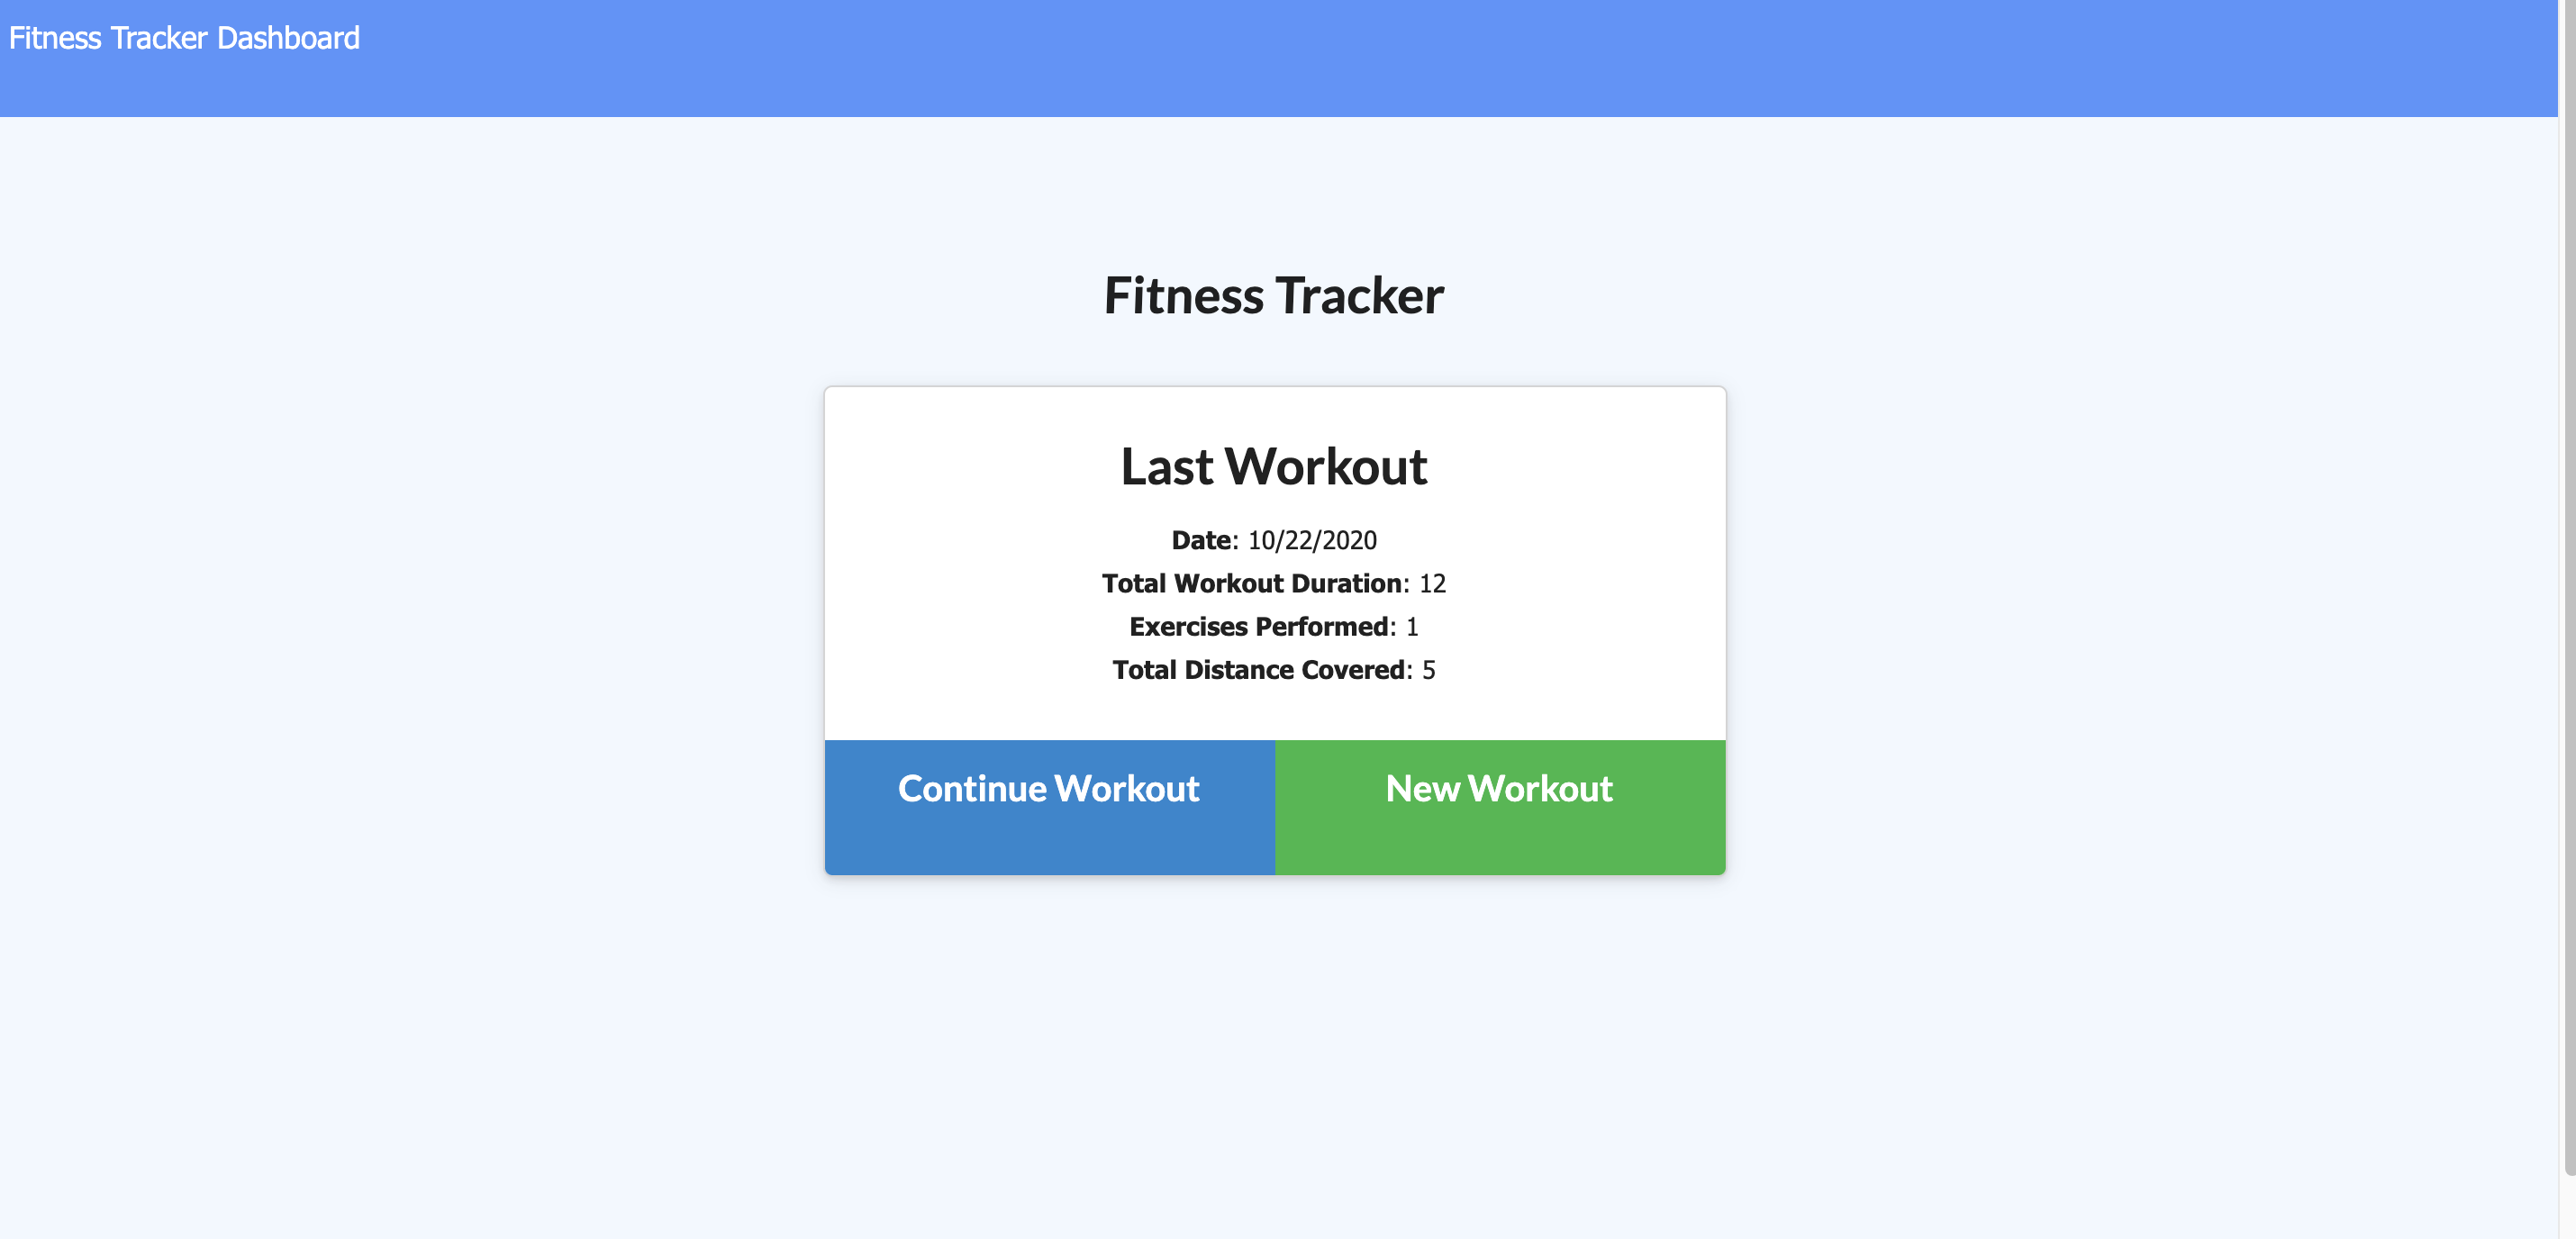 Fitness Tracker Dashboard
Fitness Tracker
Last Workout
Date: 10/22/2020
Total Workout Duration: 12
Exercises Performed: 1
Total Distance Covered: 5
Continue Workout New Workout